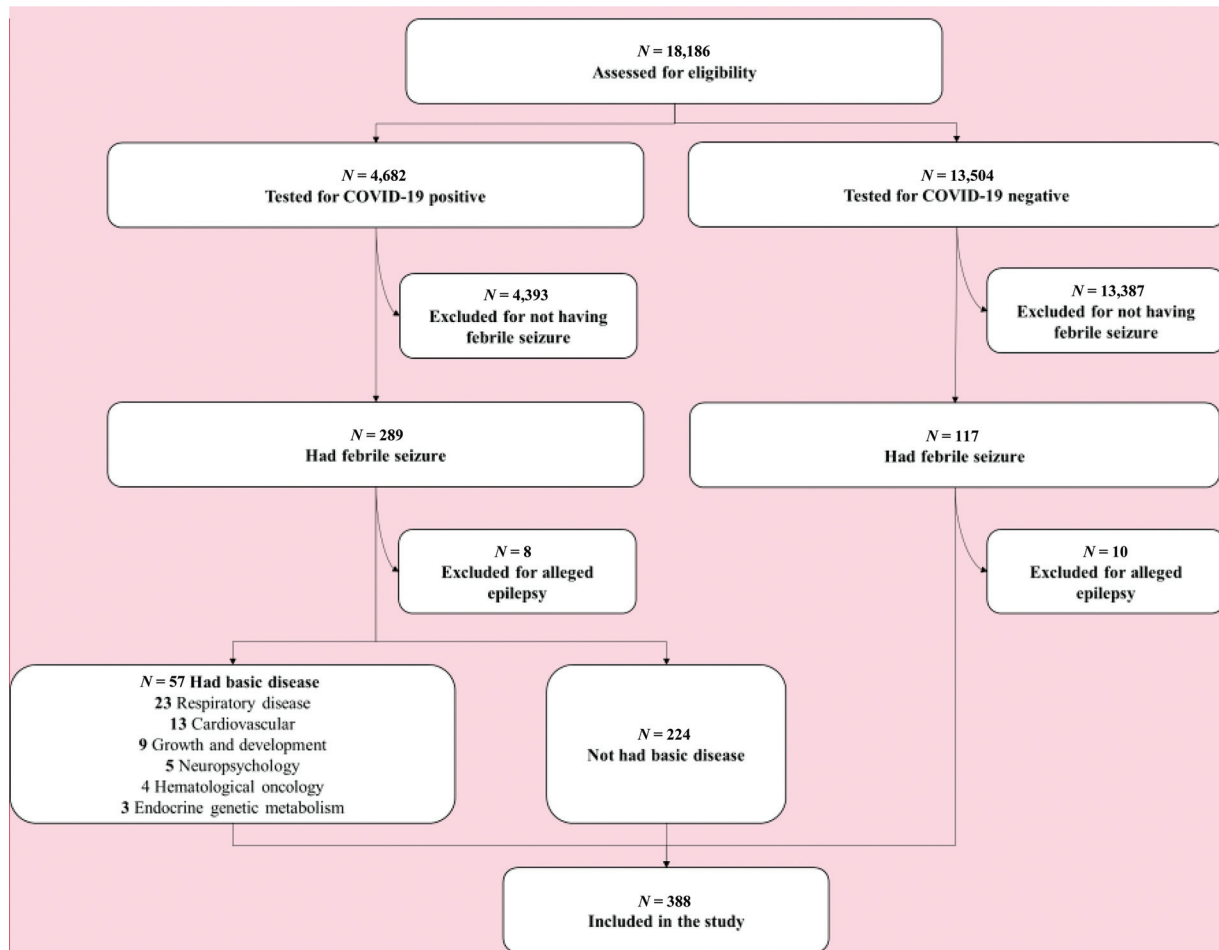 N = 18,186
Assessed for eligibility
N = 4,682
Tested for COVID-19 positive
N = 13,504
Tested for COVID-19 negative
N = 4,393
Excluded for not having
febrile seizure
N = 13,387
Excluded for not having
febrile seizure
N = 289
Had febrile seizure
N = 117
Had febrile seizure
N = 8
Excluded for alleged
epilepsy
N = 10
Excluded for alleged
epilepsy
N = 57 Had basic disease
23 Respiratory disease
13 Cardiovascular
9 Growth and development
5 Neuropsychology
4 Hematological oncology
3 Endocrine genetic metabolism
N = 224
Not had basic disease
N = 388
Included in the study